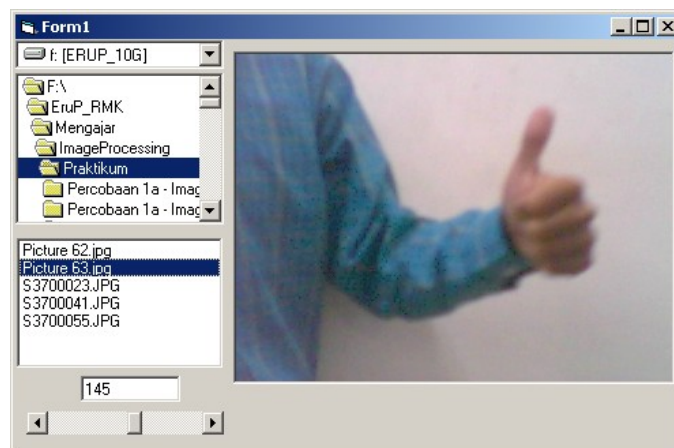 Form1
f: [ERUP_10G]
F:\
EruP_RMK
Mengajar
ImageProcessing
Praktikum
Percobaan 1a - Imag
Percobaan 1a - Imag
Picture 62.jpg
Picture 63.jpg
S3700023.JPG
S3700041.JPG
S3700055.JPG
145